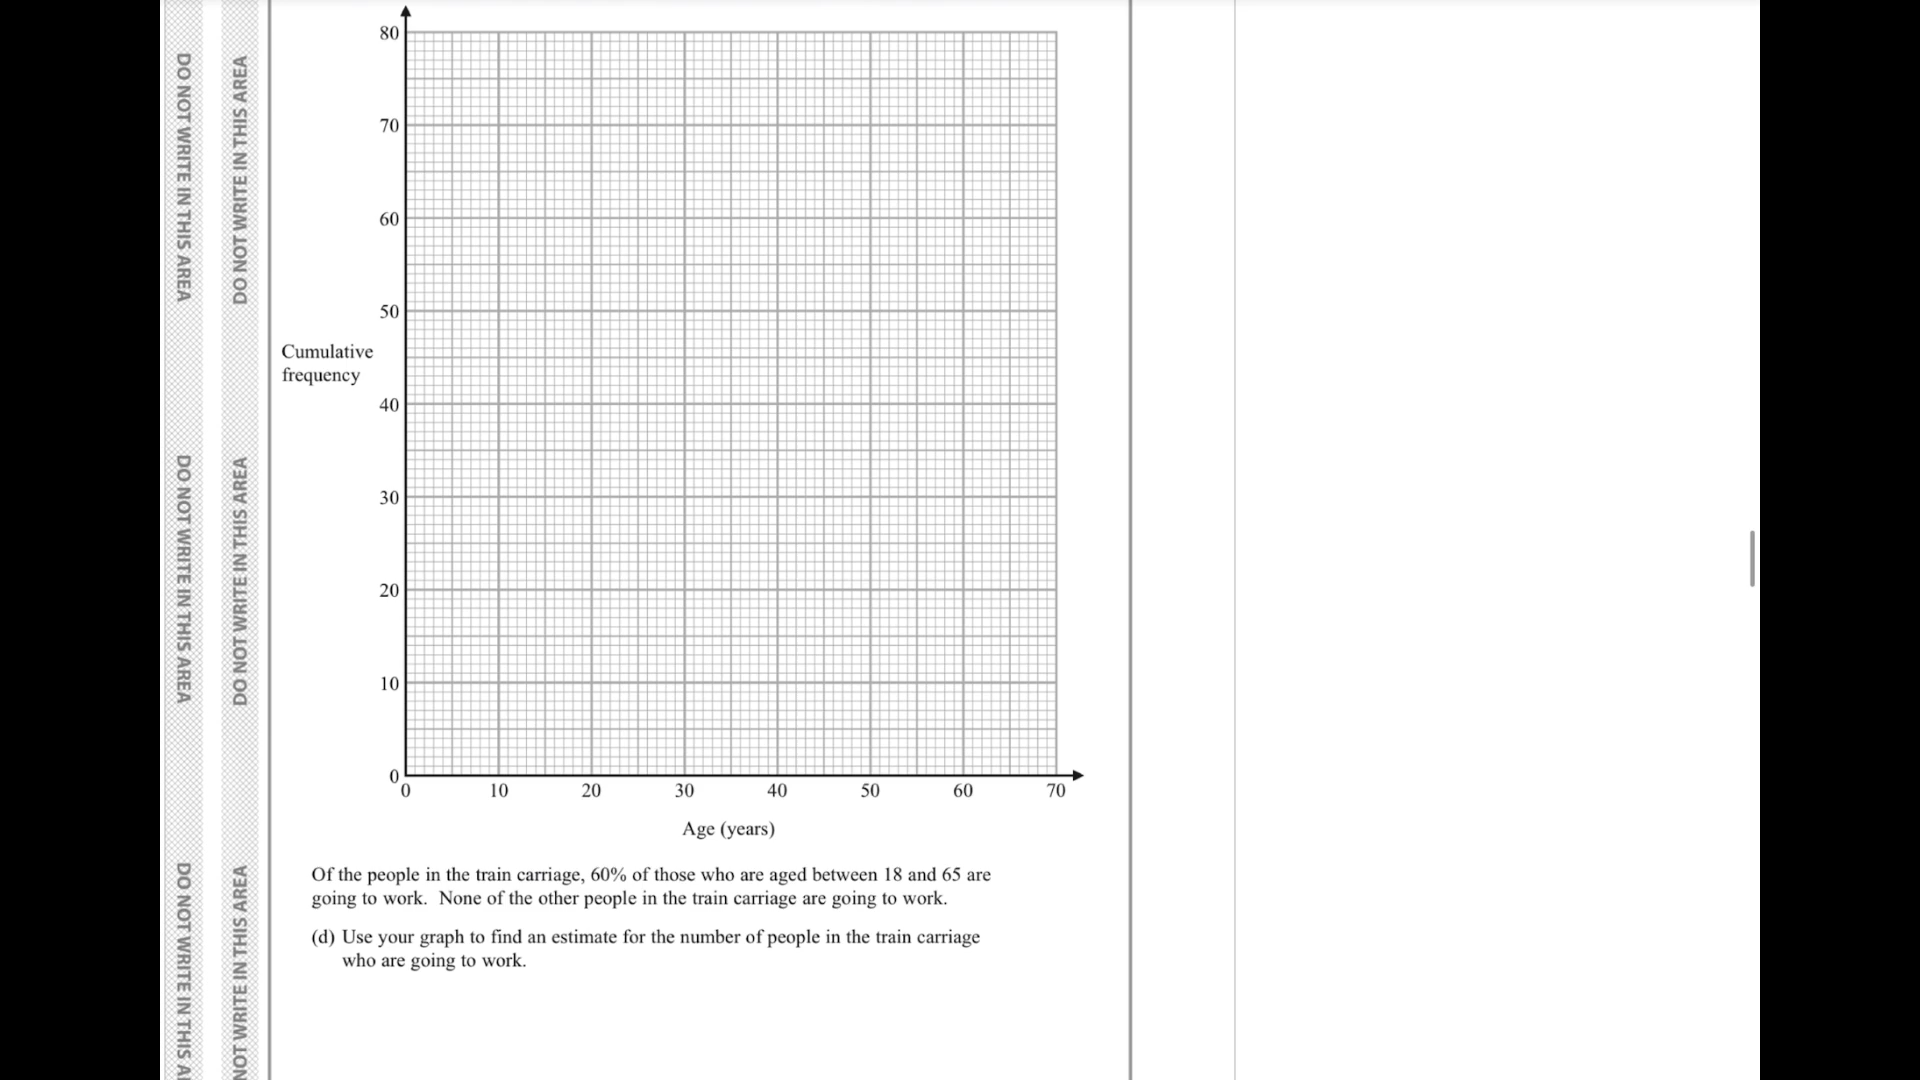 DO NOT WRITE IN THIS AREA
DO NOT WRITE IN THIS AREA
DO NOT WRITE IN THIS AREA
DO NOT WRITE IN THIS AREA
DO NOT WRITE IN THIS A
NOT WRITE IN THIS AREA
80
70
60
50
Cumulative
frequency
40
30
20
10
0
0 10 20 30 40 50 60 70
Age (years)
Of the people in the train carriage, 60% of those who are aged between 18 and 65 are
going to work. None of the other people in the train carriage are going to work.
(d) Use your graph to find an estimate for the number of people in the train carriage
who are going to work.